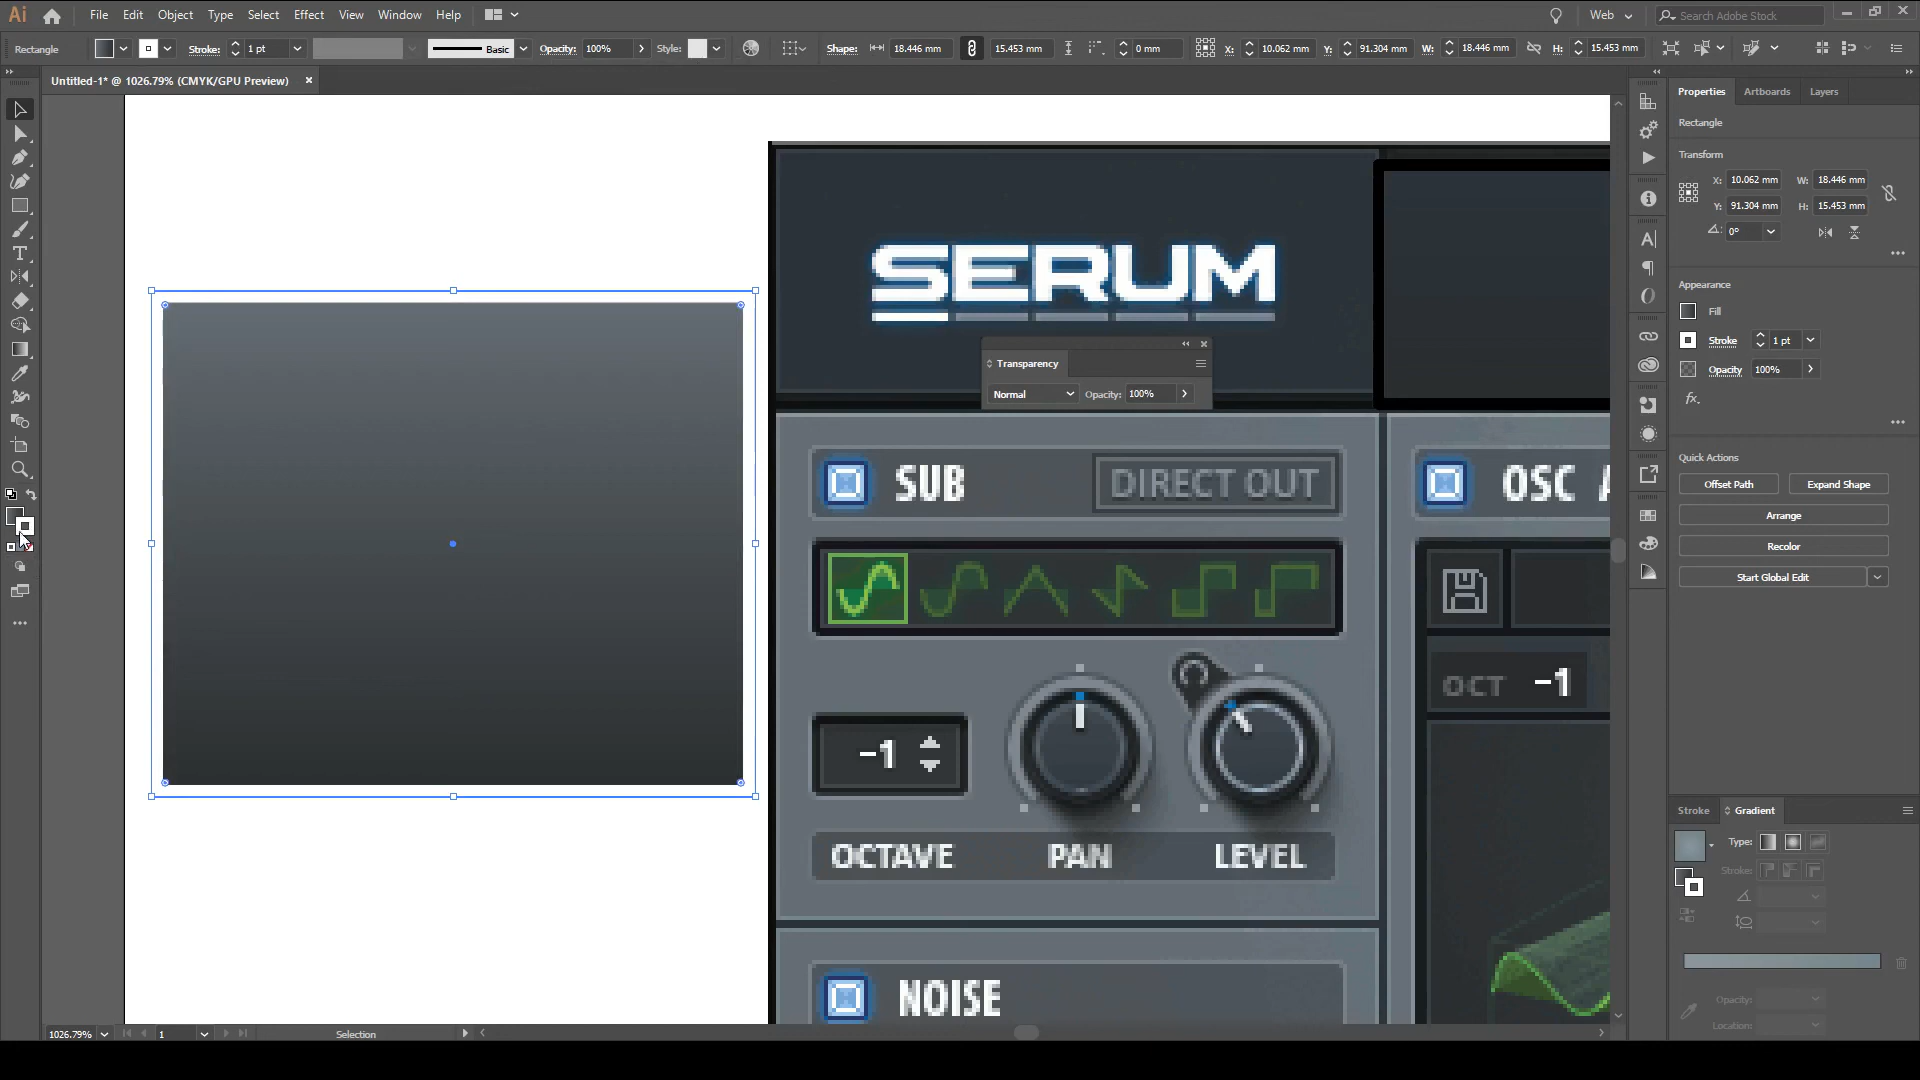 Ai File Edit Object Type Select Effect View Window Help Web Search Adobe Stock
Rectangle Stroke: 1 pt Basic Opacity: 100% Style: Shape: 18.446 mm 15.453 mm 0 mm X: 10.062 mm Y: 91.304 mm W: 18.446 mm H: 15.453 mm
Untitled-1* @ 1026.79% (CMYK/GPU Preview)
Properties Artboards Layers
Rectangle
Transform
X: 10.062 mm W: 18.446 mm
Y: 91.304 mm H: 15.453 mm
0°
Appearance
Fill
Stroke 1 pt
Opacity 100%
fx.
Quick Actions
Offset Path Expand Shape
Arrange
Recolor
Start Global Edit
SERUM
Transparency
Normal Opacity: 100%
SUB DIRECT OUT OSC A
OCT -1
-1
OCTAVE PAN LEVEL
NOISE
Stroke Gradient
Type:
Stroke:
Opacity:
Location:
1026.79% 1 Selection